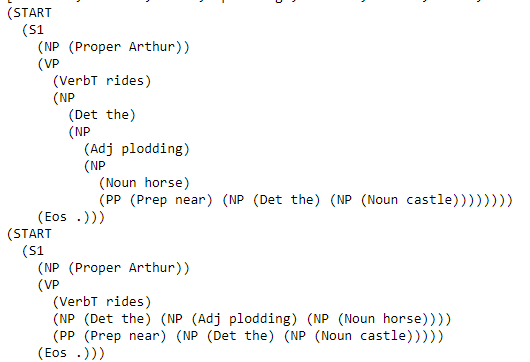 (START
  (S1
    (NP (Proper Arthur))
    (VP
      (VerbT rides)
      (NP
        (Det the)
        (NP
          (Adj plodding)
          (NP
            (Noun horse)
            (PP (Prep near) (NP (Det the) (NP (Noun castle))))))))
    (Eos .)))
(START
  (S1
    (NP (Proper Arthur))
    (VP
      (VerbT rides)
      (NP (Det the) (NP (Adj plodding) (NP (Noun horse))))
      (PP (Prep near) (NP (Det the) (NP (Noun castle)))))
    (Eos .)))